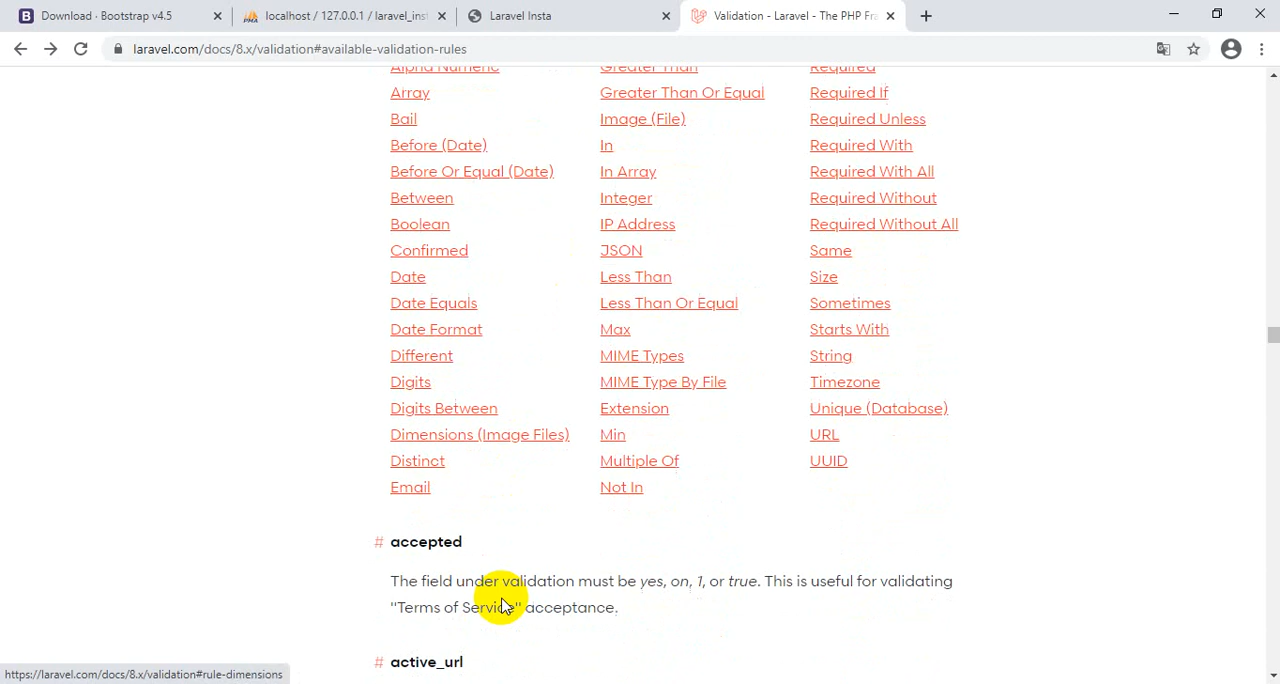 Download · Bootstrap v4.5
localhost / 127.0.0.1 / laravel_inst
Laravel Insta
Validation - Laravel - The PHP Fra
laravel.com/docs/8.x/validation#available-validation-rules
Alpha Numeric
Array
Bail
Before (Date)
Before Or Equal (Date)
Between
Boolean
Confirmed
Date
Date Equals
Date Format
Different
Digits
Digits Between
Dimensions (Image Files)
Distinct
Email
Greater Than
Greater Than Or Equal
Image (File)
In
In Array
Integer
IP Address
JSON
Less Than
Less Than Or Equal
Max
MIME Types
MIME Type By File
Extension
Min
Multiple Of
Not In
Required
Required If
Required Unless
Required With
Required With All
Required Without
Required Without All
Same
Size
Sometimes
Starts With
String
Timezone
Unique (Database)
URL
UUID
# accepted
The field under validation must be yes, on, 1, or true. This is useful for validating
"Terms of Service" acceptance.
# active_url
https://laravel.com/docs/8.x/validation#rule-dimensions